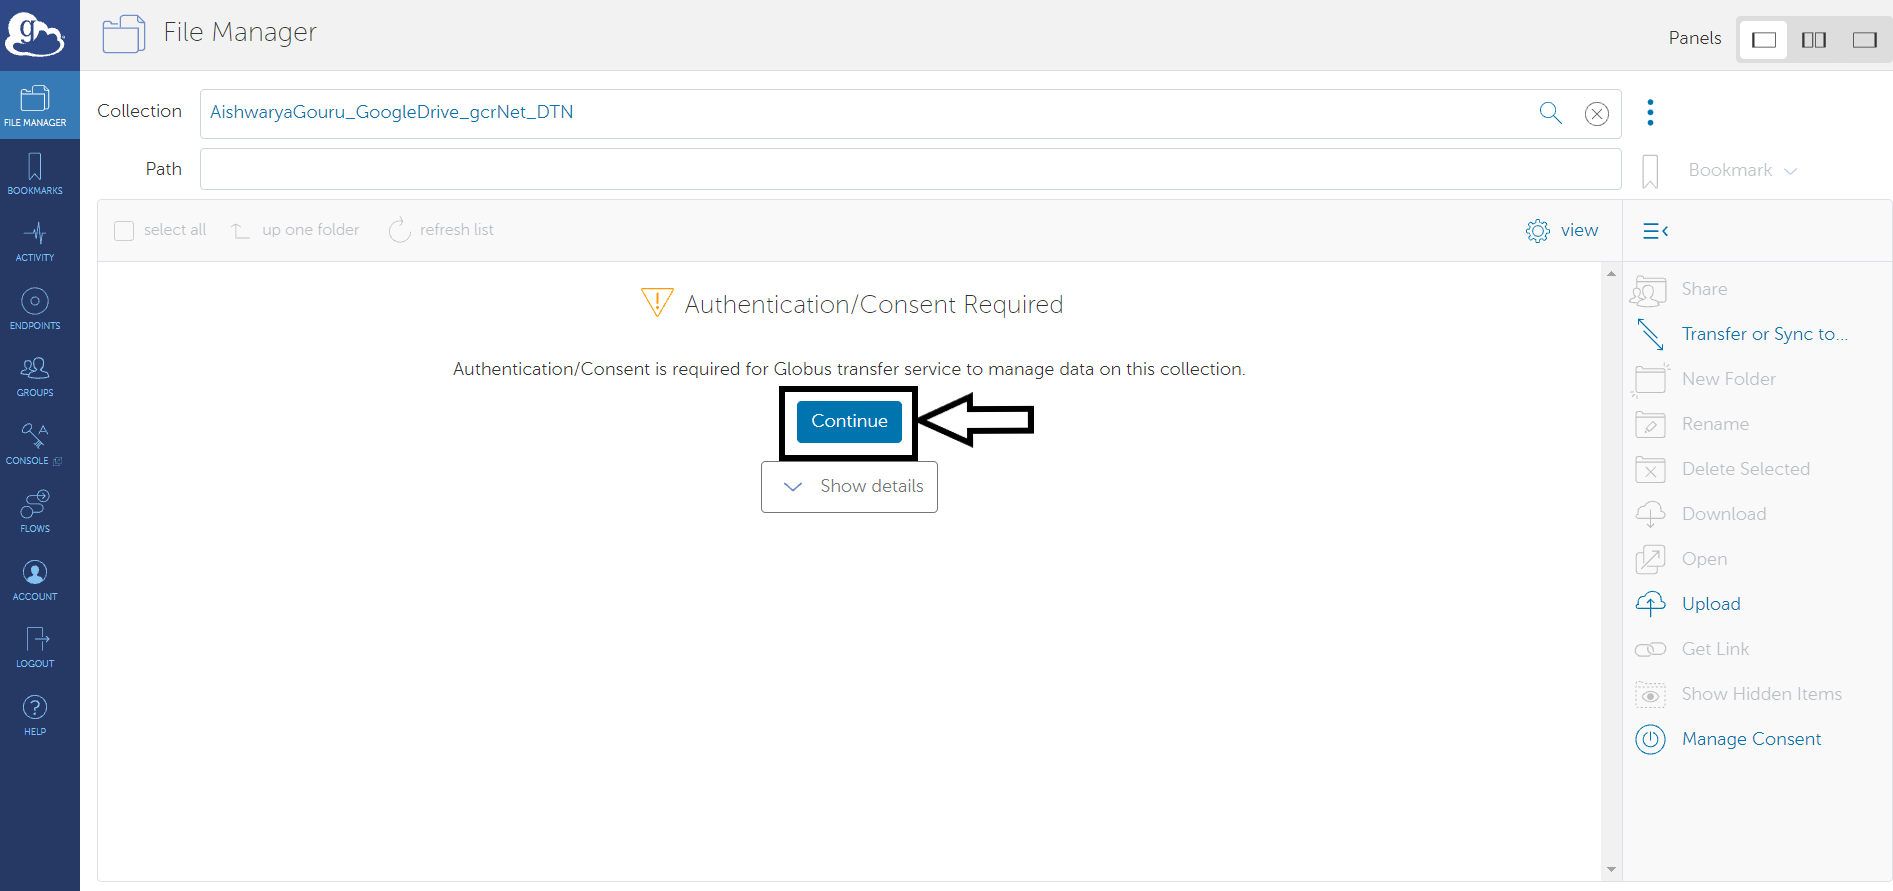 g
File Manager
Panels
FILE MANAGER
Collection
AishwaryaGouru_GoogleDrive_gcrNet_DTN
Path
Bookmark
BOOKMARKS
select all
up one folder
refresh list
view
ACTIVITY
Authentication/Consent Required
Share
ENDPOINTS
Transfer or Sync to...
Authentication/Consent is required for Globus transfer service to manage data on this collection.
New Folder
GROUPS
Continue
Rename
CONSOLE
Delete Selected
Show details
Download
FLOWS
Open
ACCOUNT
Upload
Get Link
LOGOUT
Show Hidden Items
HELP
Manage Consent